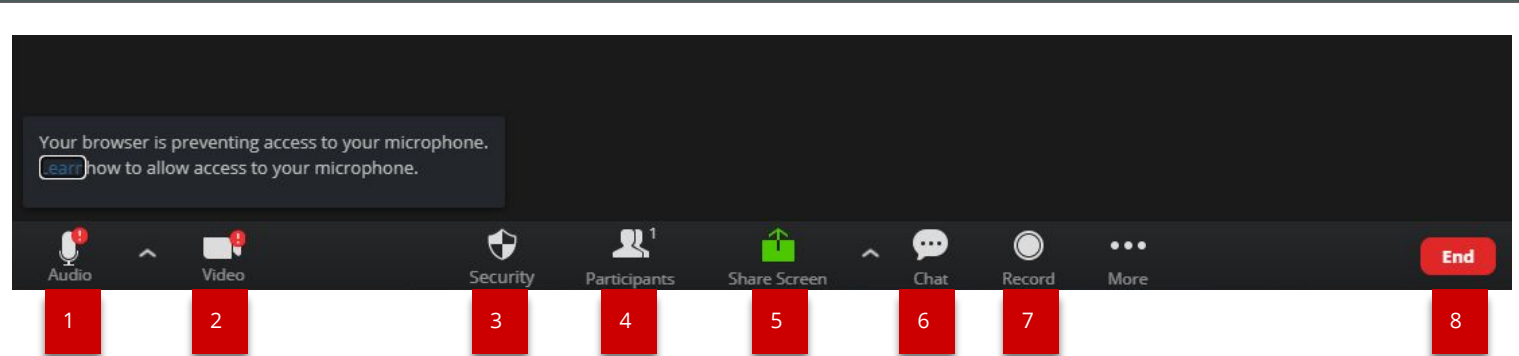 Your browser is preventing access to your microphone.
Learn how to allow access to your microphone.
1
Audio Video Security Participants Share Screen Chat Record More End
1 2 3 4 5 6 7 8